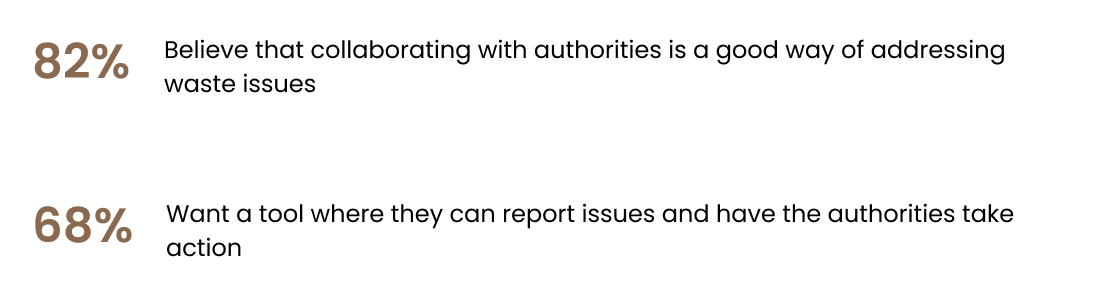 82%
Believe that collaborating with authorities is a good way of addressing
waste issues
68%
Want a tool where they can report issues and have the authorities take
action